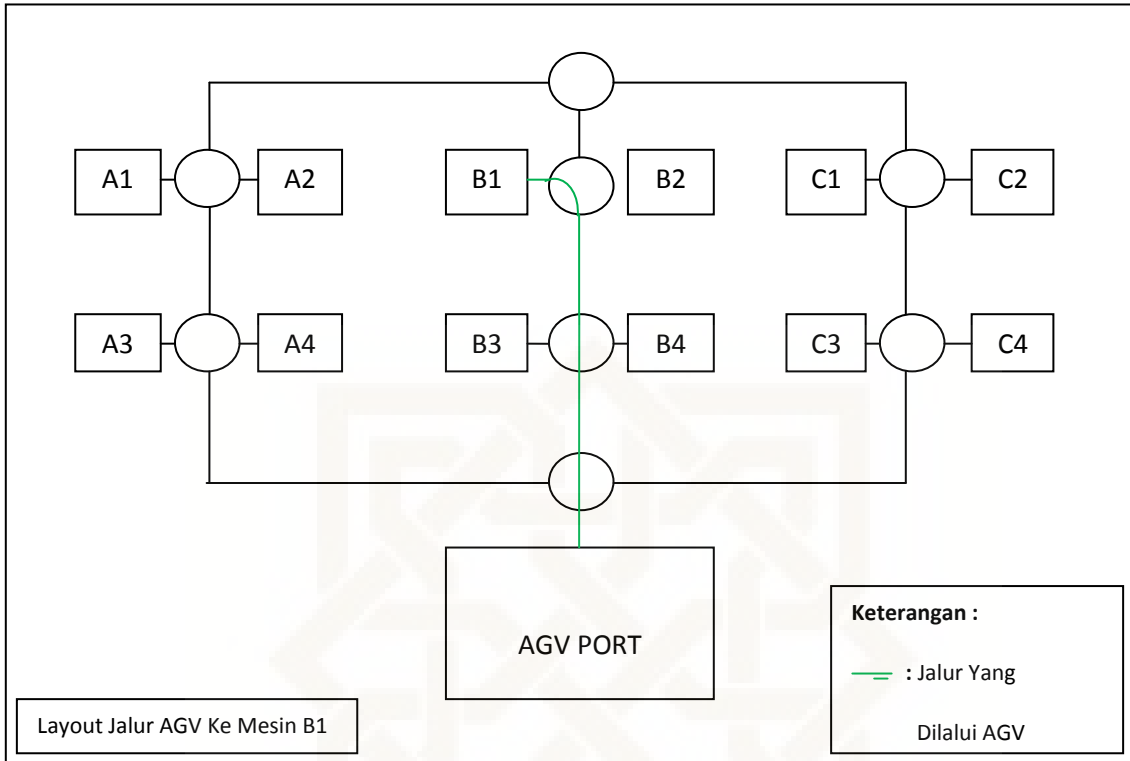 A1 A2 B1 B2 C1 C2
A3 A4 B3 B4 C3 C4
AGV PORT
Layout Jalur AGV Ke Mesin B1
Keterangan :
: Jalur Yang
Dilalui AGV